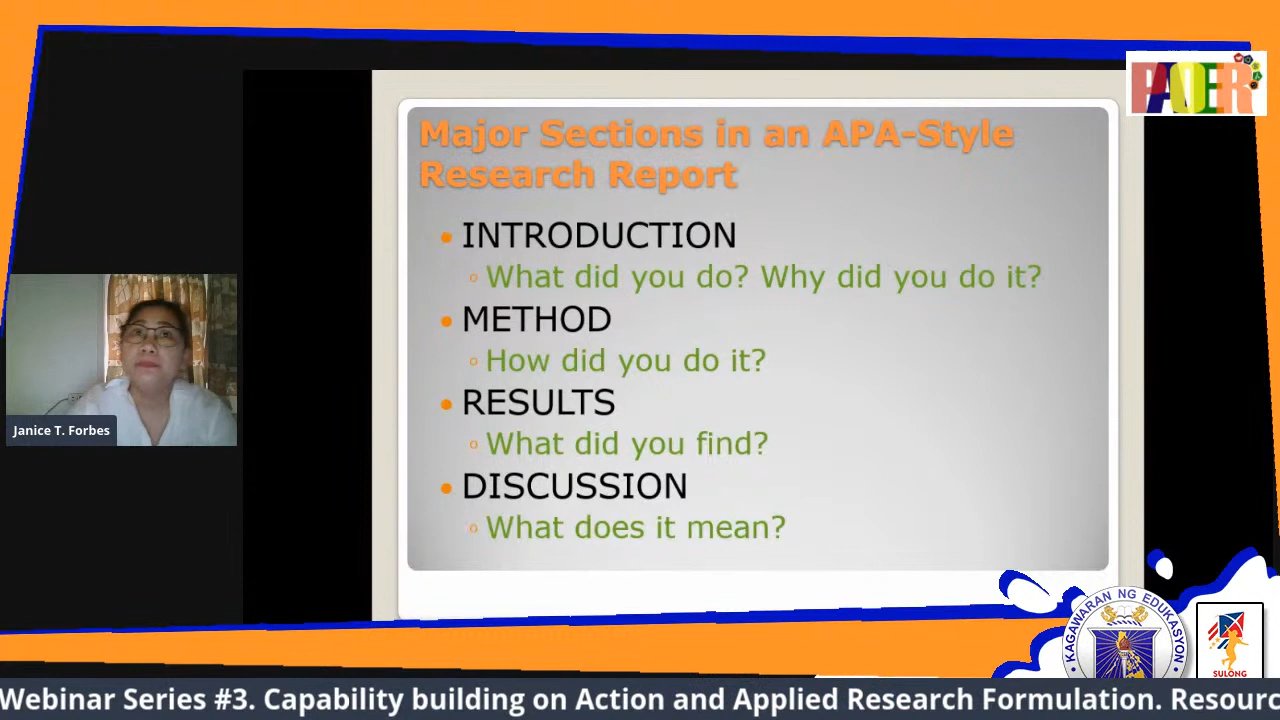 PAOER
Major Sections in an APA-Style
Research Report
• INTRODUCTION
◦ What did you do? Why did you do it?
• METHOD
◦ How did you do it?
• RESULTS
◦ What did you find?
• DISCUSSION
◦ What does it mean?
Janice T. Forbes
KAGAWARAN NG EDUKASYON
SULONG
Webinar Series #3. Capability building on Action and Applied Research Formulation. Resourc